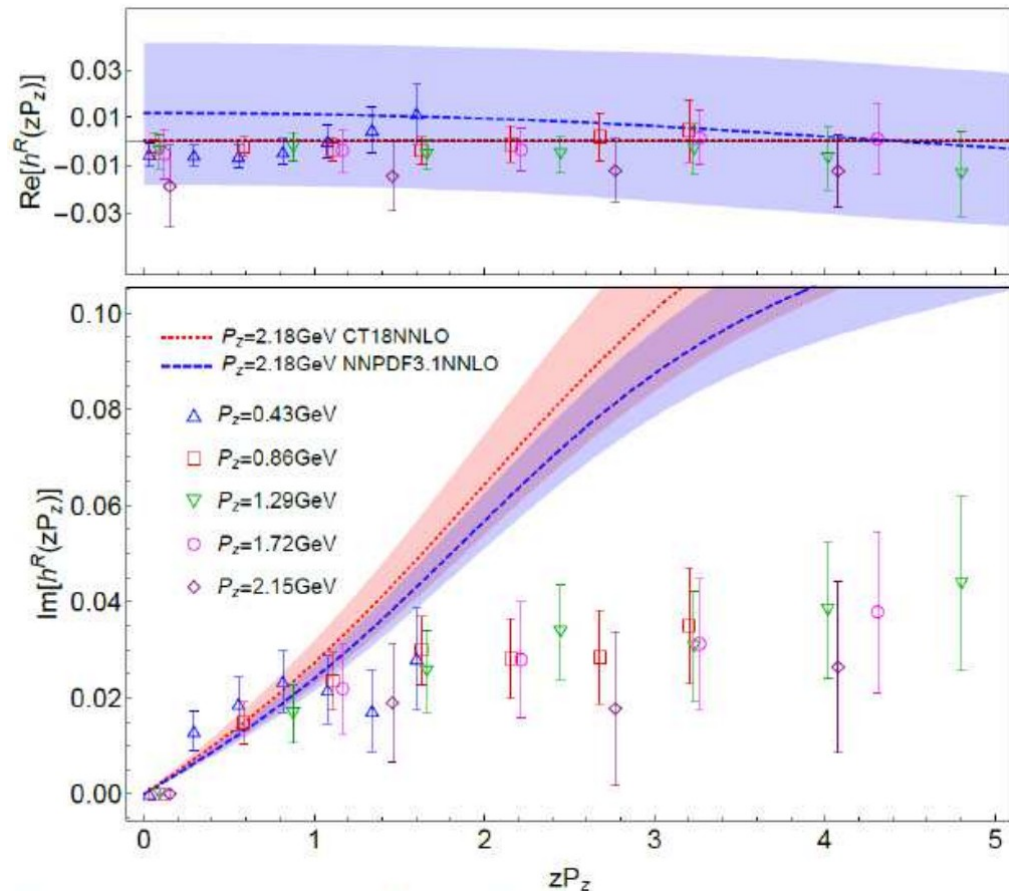 Re[h^R(zP_z)]
0.03
0.01
−0.01
−0.03
Im[h^R(zP_z)]
0.10
0.08
0.06
0.04
0.02
0.00
P_z=2.18GeV CT18NNLO
P_z=2.18GeV NNPDF3.1NNLO
P_z=0.43GeV
P_z=0.86GeV
P_z=1.29GeV
P_z=1.72GeV
P_z=2.15GeV
0 1 2 3 4 5
zP_z